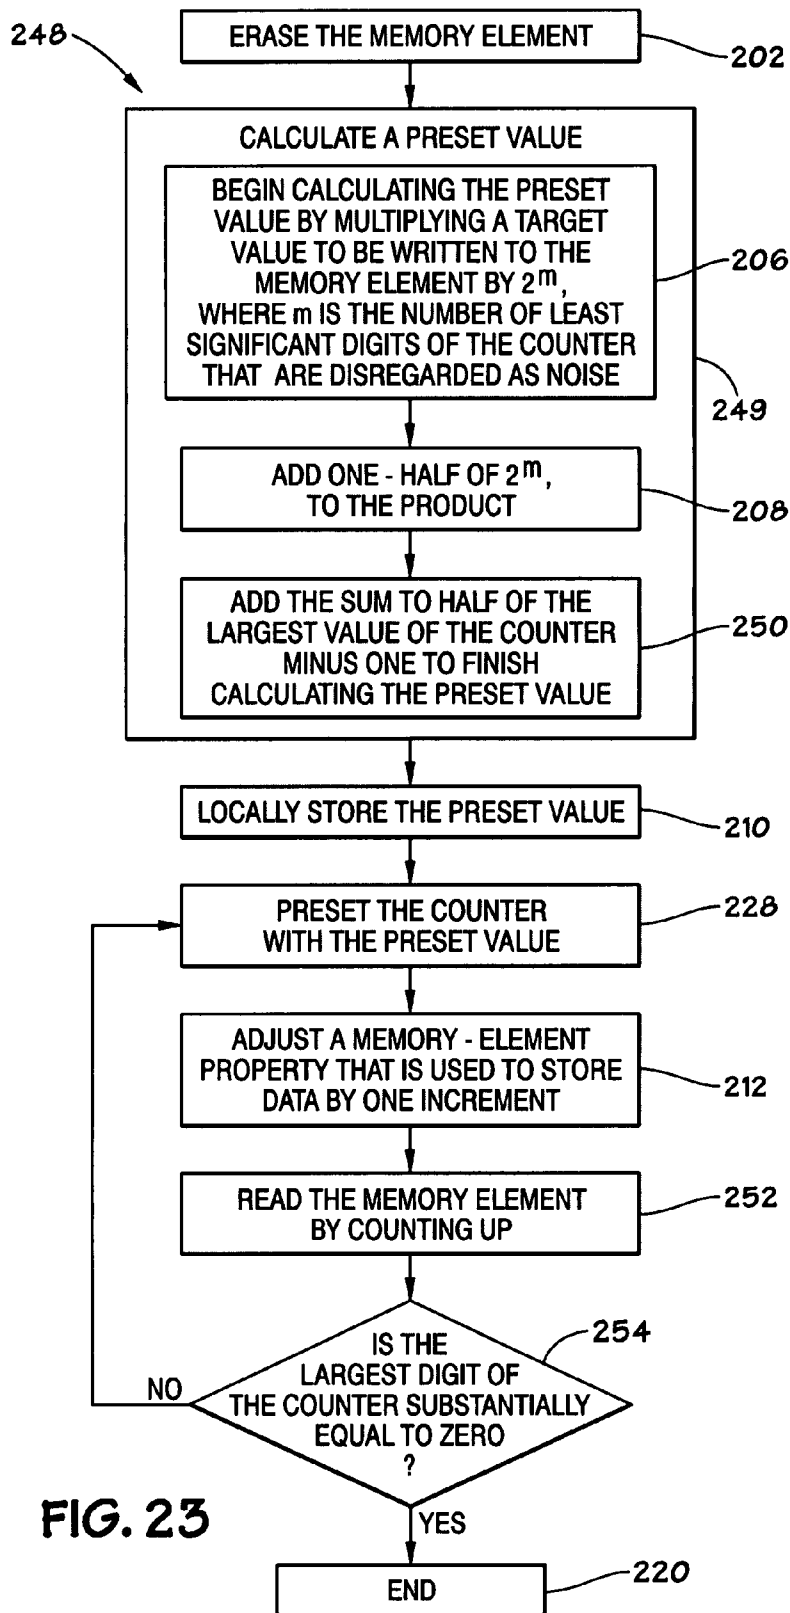 248
ERASE THE MEMORY ELEMENT
202
CALCULATE A PRESET VALUE
BEGIN CALCULATING THE PRESET
VALUE BY MULTIPLYING A TARGET
VALUE TO BE WRITTEN TO THE
MEMORY ELEMENT BY 2^m,
WHERE m IS THE NUMBER OF LEAST
SIGNIFICANT DIGITS OF THE COUNTER
THAT ARE DISREGARDED AS NOISE
206
249
ADD ONE - HALF OF 2^m,
TO THE PRODUCT
208
ADD THE SUM TO HALF OF THE
LARGEST VALUE OF THE COUNTER
MINUS ONE TO FINISH
CALCULATING THE PRESET VALUE
250
LOCALLY STORE THE PRESET VALUE
210
PRESET THE COUNTER
WITH THE PRESET VALUE
228
ADJUST A MEMORY - ELEMENT
PROPERTY THAT IS USED TO STORE
DATA BY ONE INCREMENT
212
READ THE MEMORY ELEMENT
BY COUNTING UP
252
IS THE
LARGEST DIGIT OF
THE COUNTER SUBSTANTIALLY
EQUAL TO ZERO
?
254
NO
YES
FIG. 23
END
220